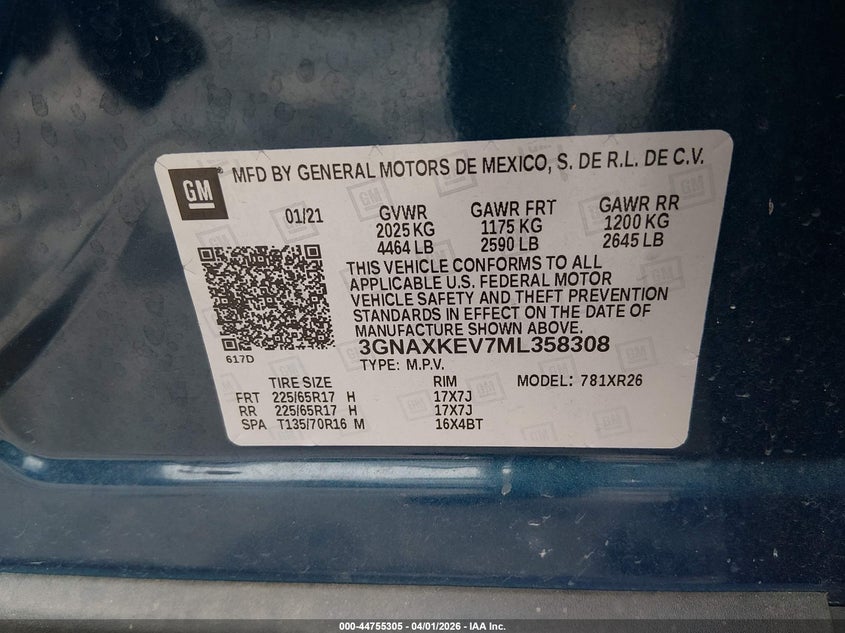 GM
® MFD BY GENERAL MOTORS DE MEXICO, S. DE R.L. DE C.V.
01/21 GVWR GAWR FRT GAWR RR
2025 KG 1175 KG 1200 KG
4464 LB 2590 LB 2645 LB
THIS VEHICLE CONFORMS TO ALL
APPLICABLE U.S. FEDERAL MOTOR
VEHICLE SAFETY AND THEFT PREVENTION
STANDARDS IN EFFECT ON THE DATE OF
MANUFACTURE SHOWN ABOVE.
617D
3GNAXKEV7ML358308
TYPE: M.P.V.
TIRE SIZE RIM MODEL: 781XR26
FRT 225/65R17 H 17X7J
RR 225/65R17 H 17X7J
SPA T135/70R16 M 16X4BT
000-44755305 - 04/01/2026 - IAA Inc.